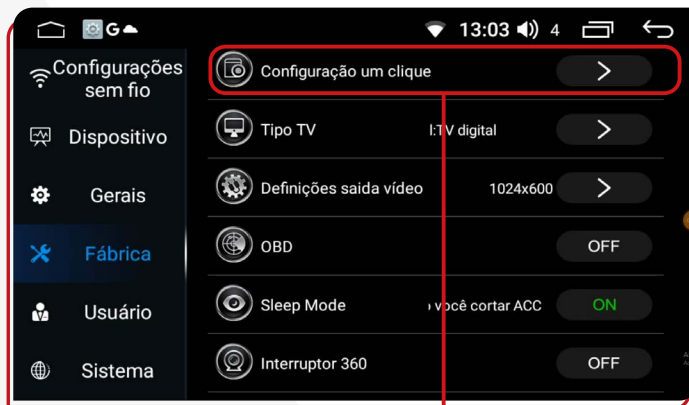 G
13:03
4
Configurações
sem fio
Dispositivo
Gerais
Fábrica
Usuário
Sistema
Configuração um clique
Tipo TV
TV digital
Definições saida vídeo
1024x600
OBD
OFF
Sleep Mode
você cortar ACC
ON
Interruptor 360
OFF